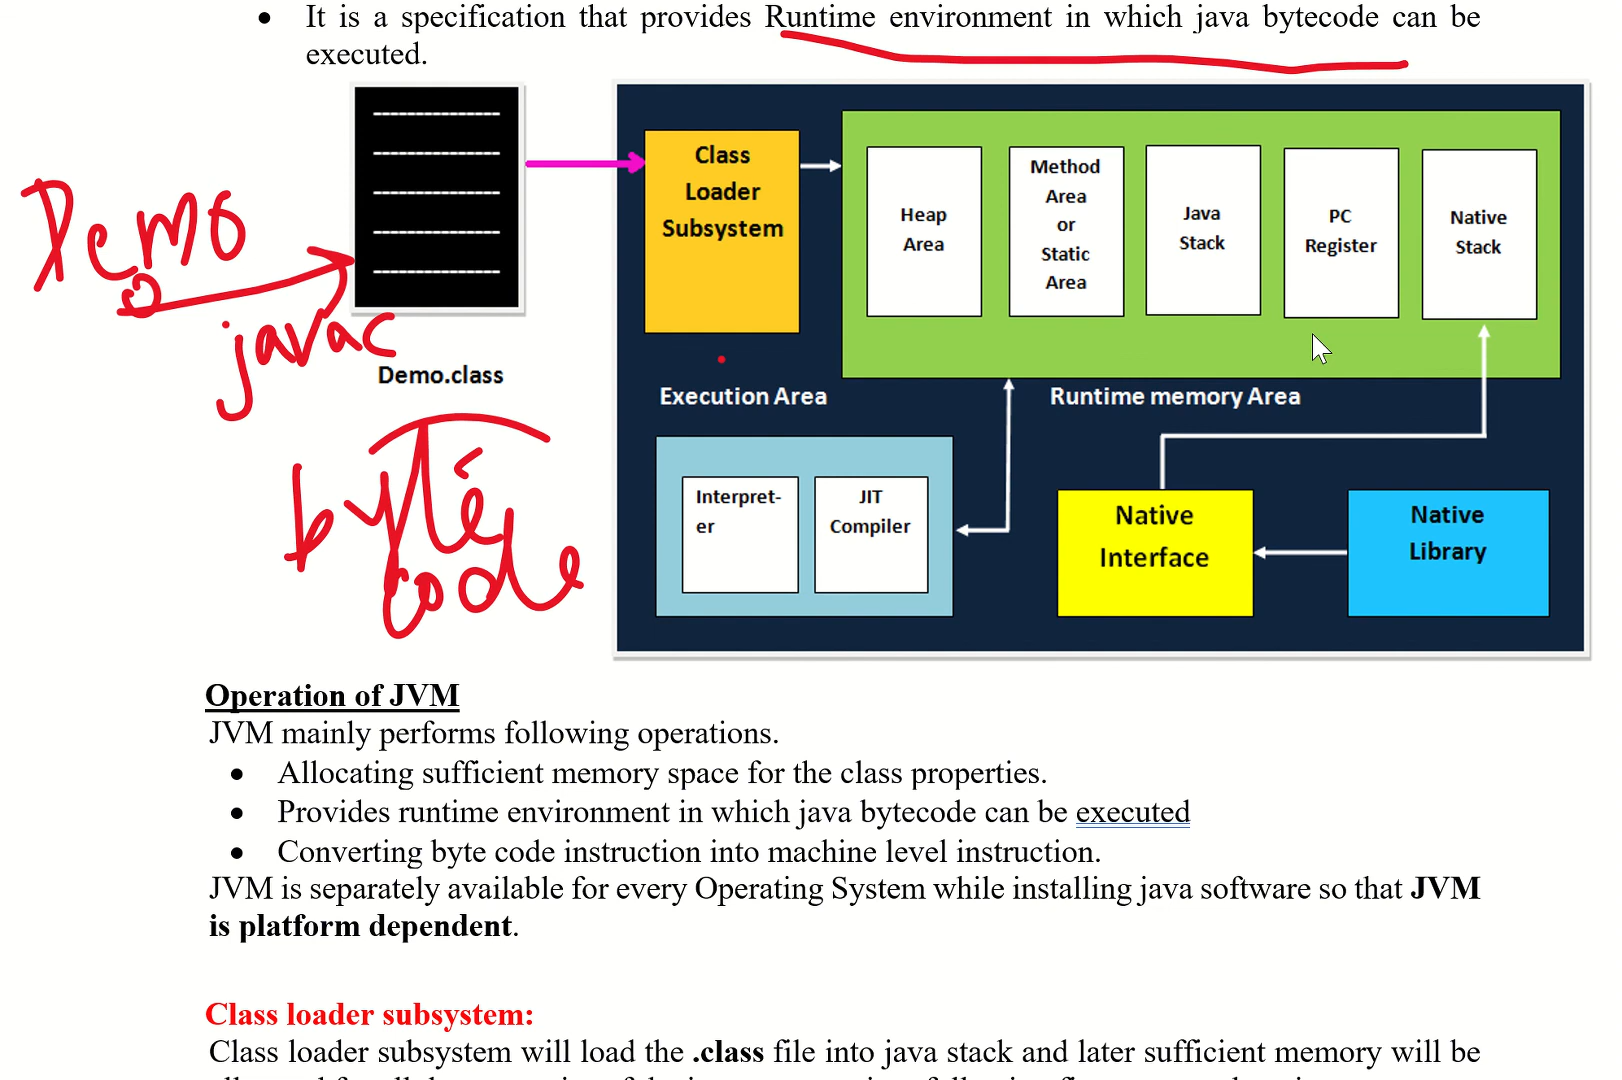 • It is a specification that provides Runtime environment in which java bytecode can be
executed.
Demo
javac
Demo.class
byte
code
Class
Loader
Subsystem
Heap
Area
Method
Area
or
Static
Area
Java
Stack
PC
Register
Native
Stack
Execution Area
Runtime memory Area
Interpret-
er
JIT
Compiler
Native
Interface
Native
Library
Operation of JVM
JVM mainly performs following operations.
• Allocating sufficient memory space for the class properties.
• Provides runtime environment in which java bytecode can be executed
• Converting byte code instruction into machine level instruction.
JVM is separately available for every Operating System while installing java software so that JVM
is platform dependent.
Class loader subsystem:
Class loader subsystem will load the .class file into java stack and later sufficient memory will be